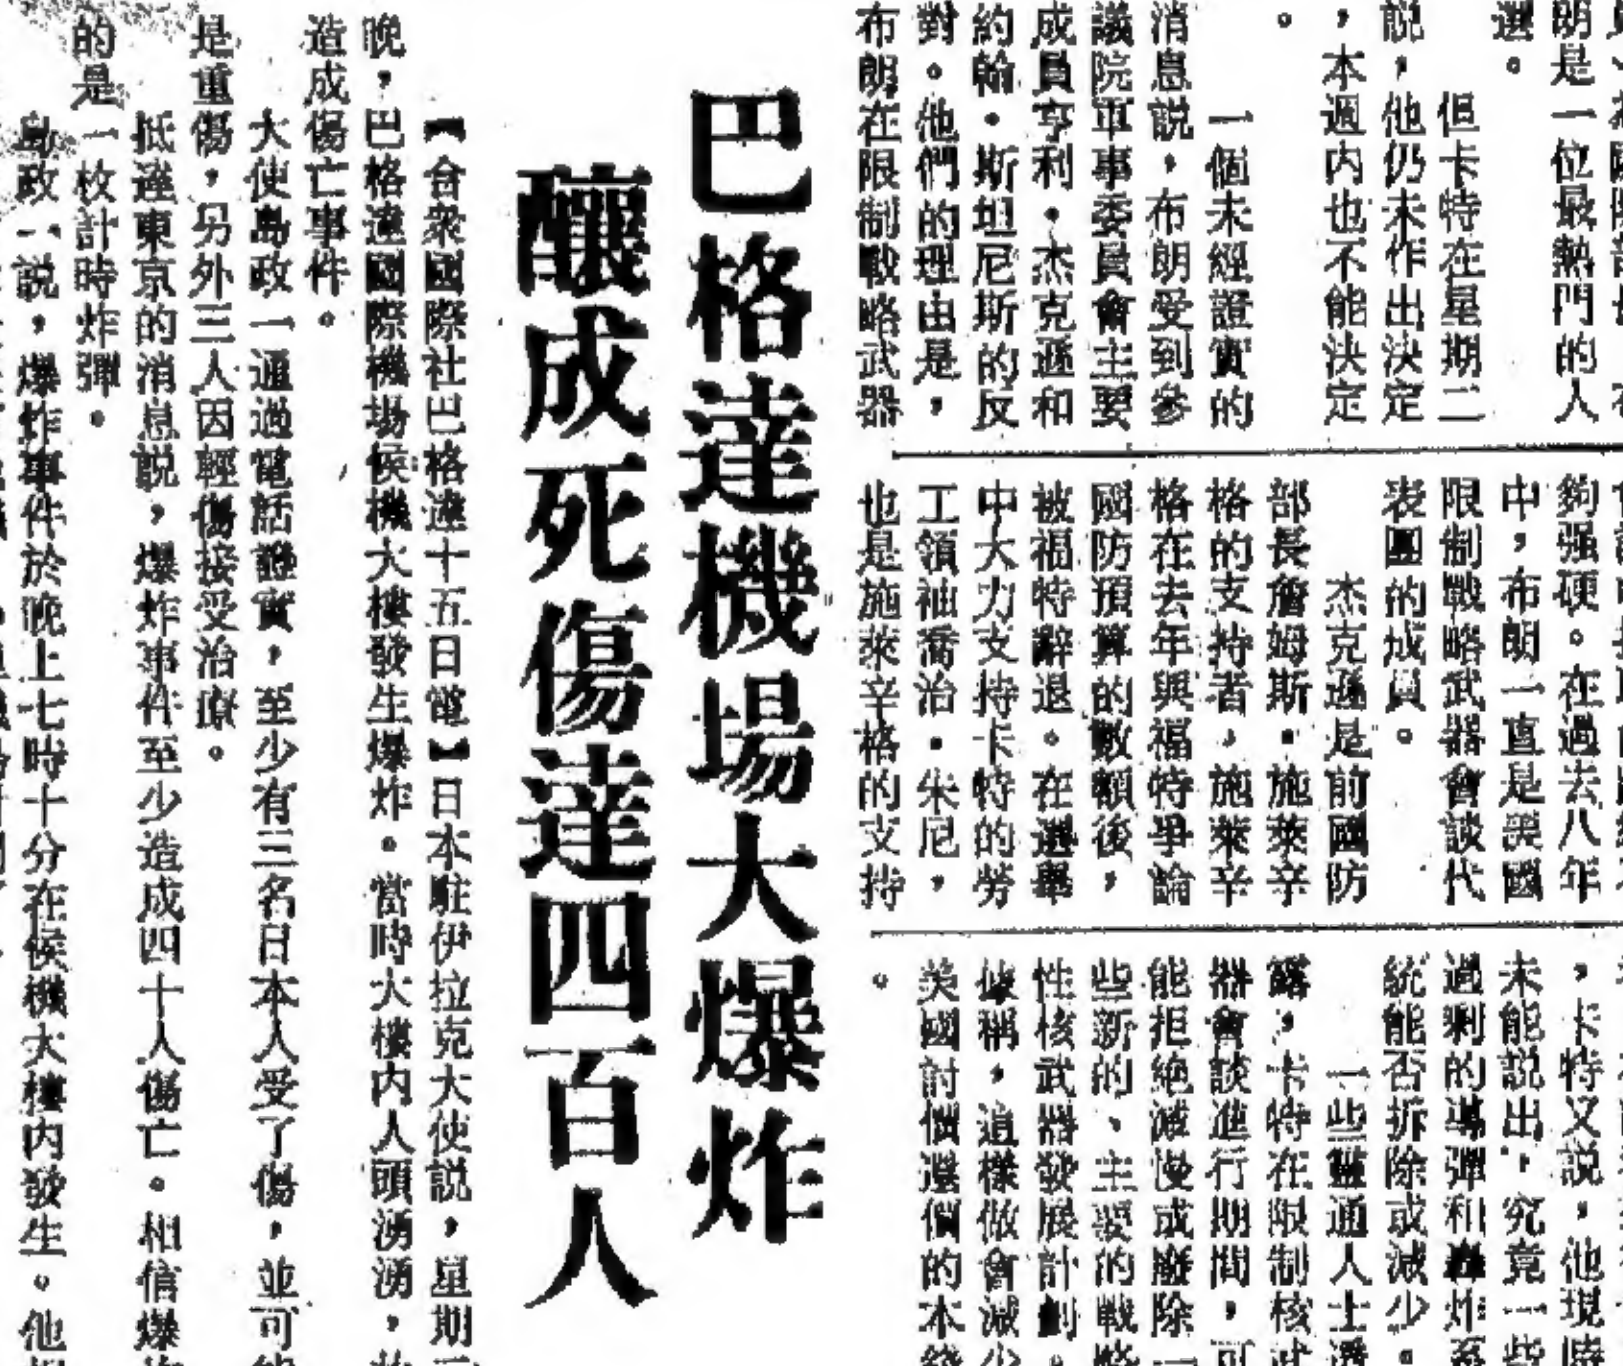 朗是一位最熱門的人
選。
但卡特在星期二
説，他仍未作出決定
，本週內也不能決定
。
一個未經證實的
消息説，布朗受到參
議院軍事委員會主要
成員亨利·杰克遜和
約翰·斯坦尼斯的反
對。他們的理由是，
布朗在限制戰略武器
夠强硬。在過去八年
中，布朗一直是美國
限制戰略武器會談代
表團的成員。
杰克遜是前國防
部長詹姆斯·施萊辛
格的支持者，施萊辛
格在去年與福特爭論
國防預算的數額後，
被福特辭退。在選舉
中大力支持卡特的勞
工領袖喬治·朱尼，
也是施萊辛格的支持
，卡特又説，他現時
未能説出，究竟一些
過剩的導彈和轟炸系
統能否拆除或減少。
一些靈通人士透
露，卡特在限制核武
器會談進行期間，可
能拒絶減慢或廢除一
些新的、主要的戰略
性核武器發展計劃。
據稱，這樣做會減少
美國討價還價的本錢
。
巴格達機場大爆炸
釀成死傷達四百人
【合衆國際社巴格達十五日電】日本駐伊拉克大使説，星期
晚，巴格達國際機場侯機大樓發生爆炸。當時大樓内人頭湧湧，
造成傷亡事件。
大使島政一通過電話證實，至少有三名日本人受了傷，並可能
是重傷，另外三人因輕傷接受治療。
抵達東京的消息説，爆炸事件至少造成四十人傷亡。相信爆
的是一枚計時炸彈。
島政一説，爆炸事件於晚上七時十分在侯機大樓内發生。他